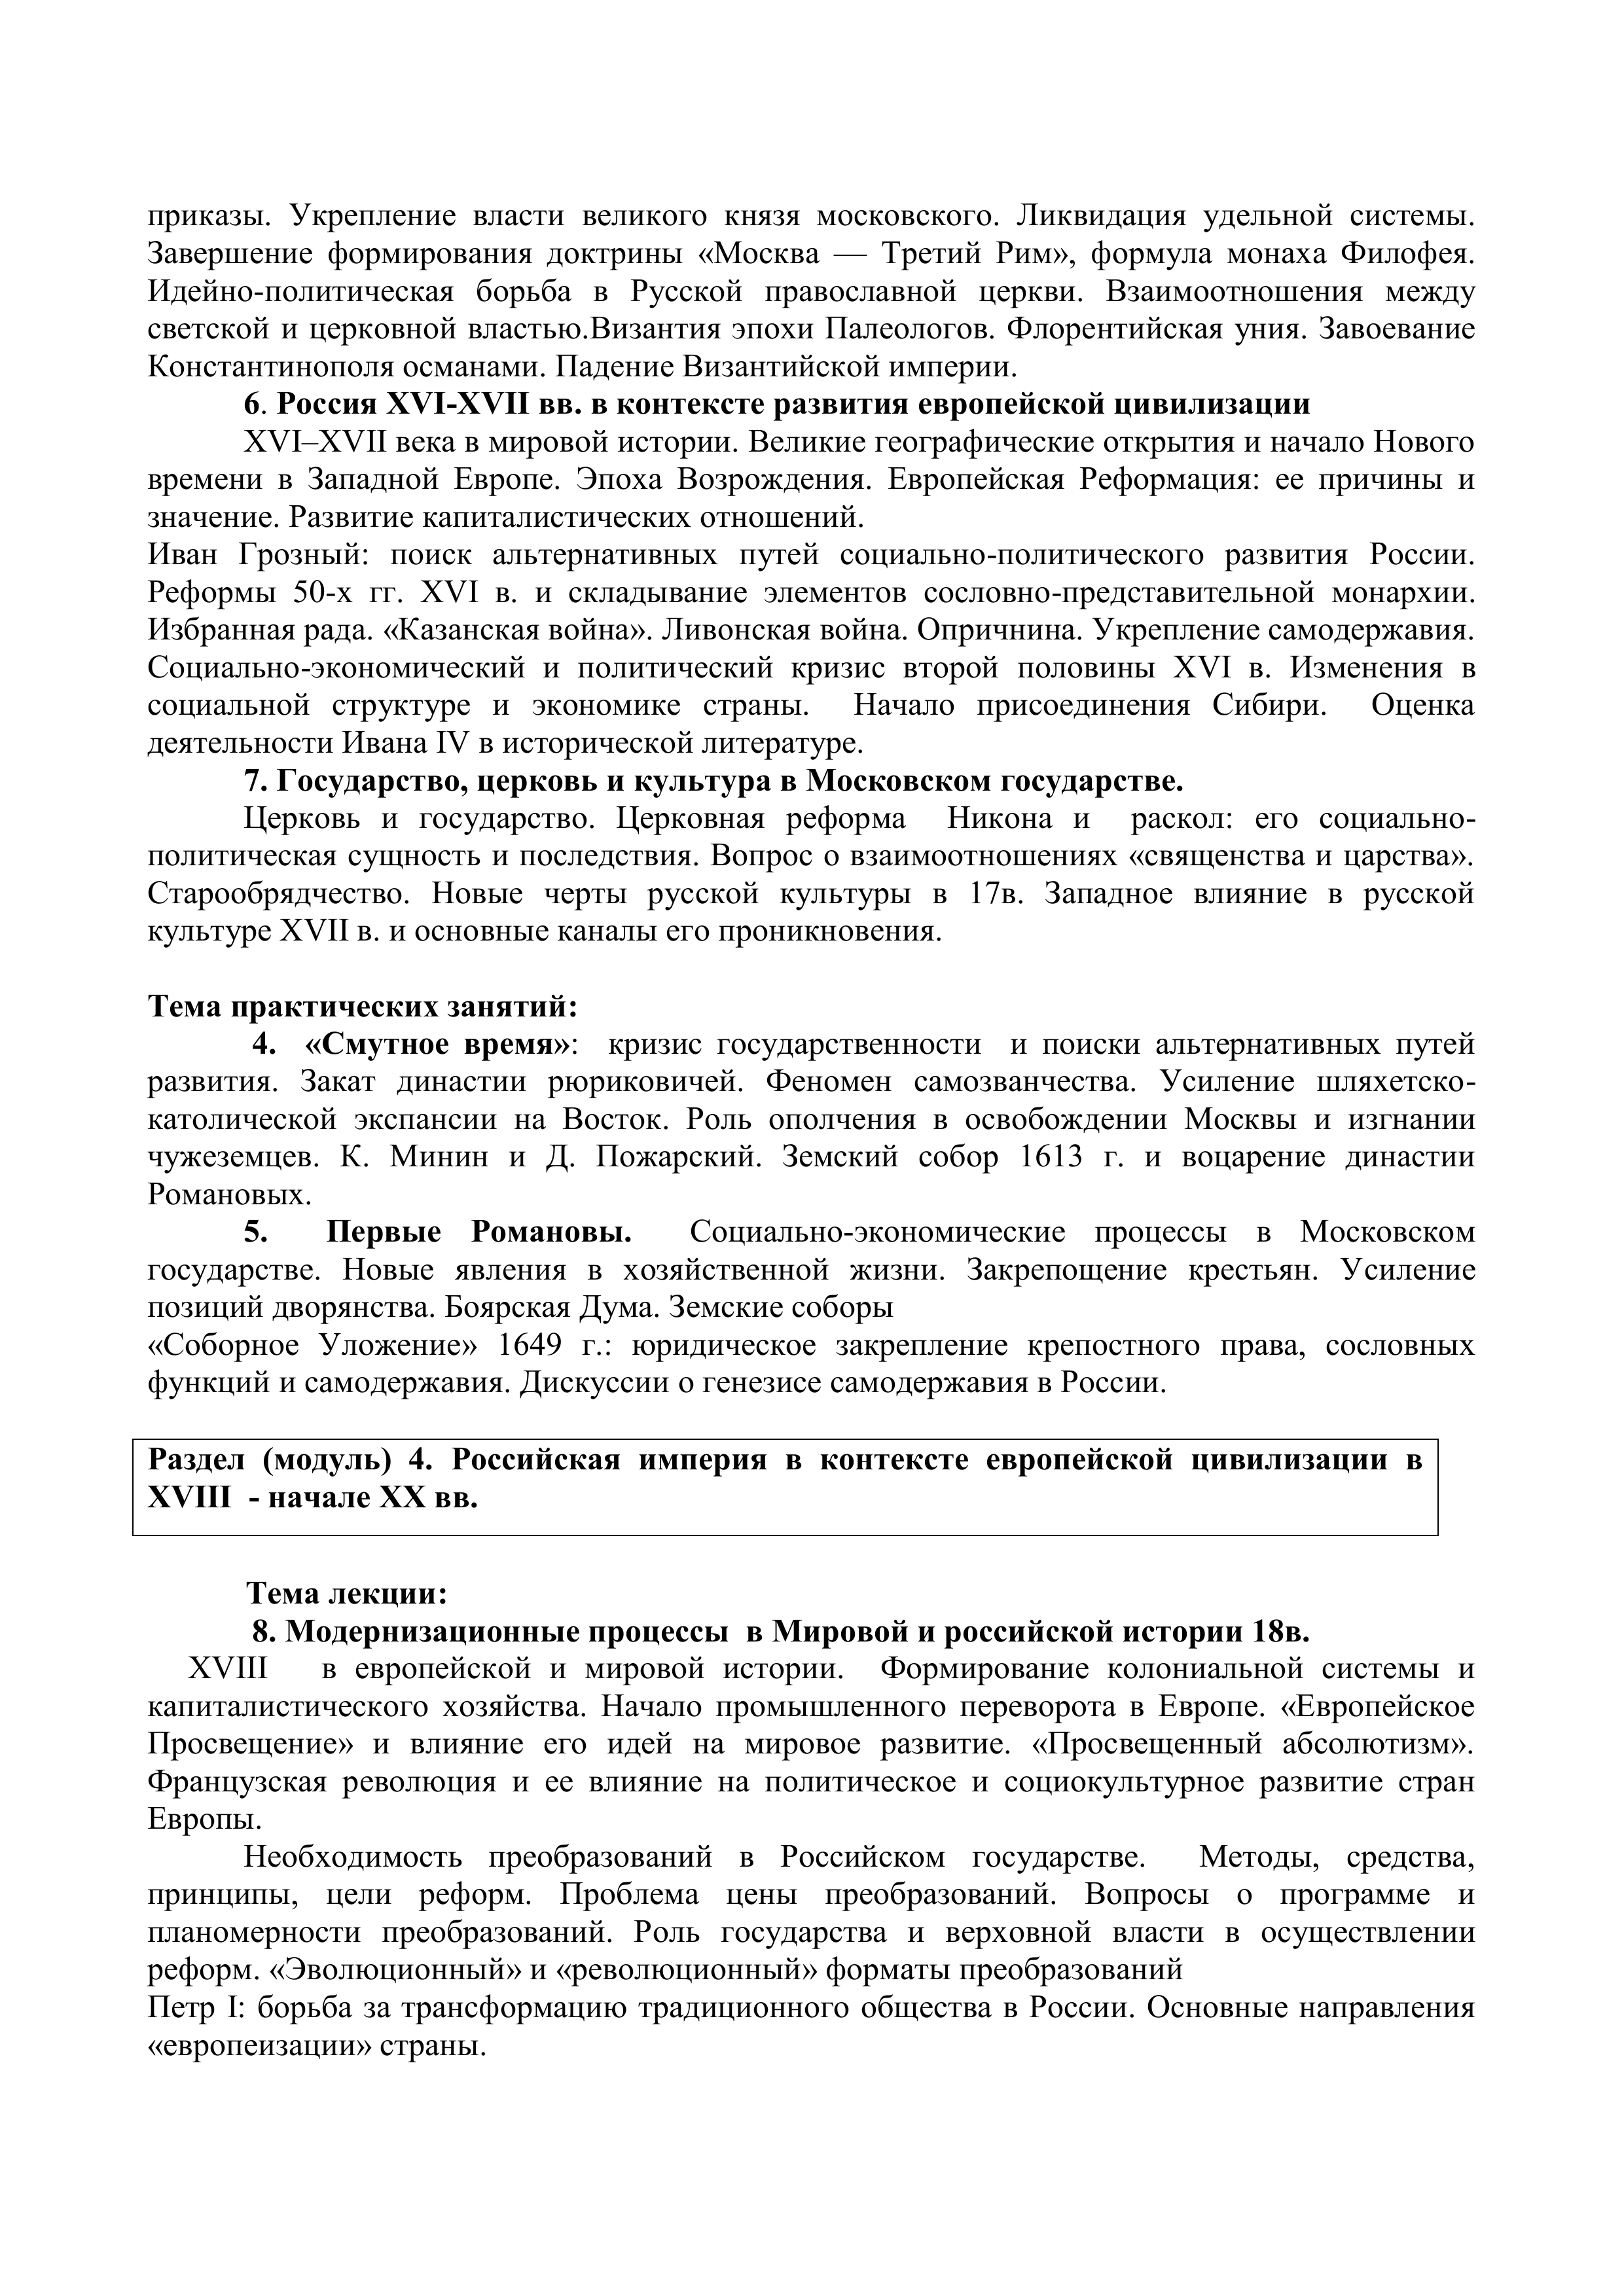 приказы. Укрепление власти великого князя московского. Ликвидация удельной системы.
Завершение формирования доктрины «Москва — Третий Рим», формула монаха Филофея.
Идейно-политическая борьба в Русской православной церкви. Взаимоотношения между
светской и церковной властью.Византия эпохи Палеологов. Флорентийская уния. Завоевание
Константинополя османами. Падение Византийской империи.
6. Россия XVI-XVII вв. в контексте развития европейской цивилизации
XVI–XVII века в мировой истории. Великие географические открытия и начало Нового
времени в Западной Европе. Эпоха Возрождения. Европейская Реформация: ее причины и
значение. Развитие капиталистических отношений.
Иван Грозный: поиск альтернативных путей социально-политического развития России.
Реформы 50-х гг. XVI в. и складывание элементов сословно-представительной монархии.
Избранная рада. «Казанская война». Ливонская война. Опричнина. Укрепление самодержавия.
Социально-экономический и политический кризис второй половины XVI в. Изменения в
социальной структуре и экономике страны. Начало присоединения Сибири. Оценка
деятельности Ивана IV в исторической литературе.
7. Государство, церковь и культура в Московском государстве.
Церковь и государство. Церковная реформа Никона и раскол: его социально-
политическая сущность и последствия. Вопрос о взаимоотношениях «священства и царства».
Старообрядчество. Новые черты русской культуры в 17в. Западное влияние в русской
культуре XVII в. и основные каналы его проникновения.
Тема практических занятий:
4. «Смутное время»: кризис государственности и поиски альтернативных путей
развития. Закат династии рюриковичей. Феномен самозванчества. Усиление шляхетско-
католической экспансии на Восток. Роль ополчения в освобождении Москвы и изгнании
чужеземцев. К. Минин и Д. Пожарский. Земский собор 1613 г. и воцарение династии
Романовых.
5. Первые Романовы. Социально-экономические процессы в Московском
государстве. Новые явления в хозяйственной жизни. Закрепощение крестьян. Усиление
позиций дворянства. Боярская Дума. Земские соборы
«Соборное Уложение» 1649 г.: юридическое закрепление крепостного права, сословных
функций и самодержавия. Дискуссии о генезисе самодержавия в России.
Раздел (модуль) 4. Российская империя в контексте европейской цивилизации в
XVIII - начале XX вв.
Тема лекции:
8. Модернизационные процессы в Мировой и российской истории 18в.
XVIII в европейской и мировой истории. Формирование колониальной системы и
капиталистического хозяйства. Начало промышленного переворота в Европе. «Европейское
Просвещение» и влияние его идей на мировое развитие. «Просвещенный абсолютизм».
Французская революция и ее влияние на политическое и социокультурное развитие стран
Европы.
Необходимость преобразований в Российском государстве. Методы, средства,
принципы, цели реформ. Проблема цены преобразований. Вопросы о программе и
планомерности преобразований. Роль государства и верховной власти в осуществлении
реформ. «Эволюционный» и «революционный» форматы преобразований
Петр I: борьба за трансформацию традиционного общества в России. Основные направления
«европеизации» страны.